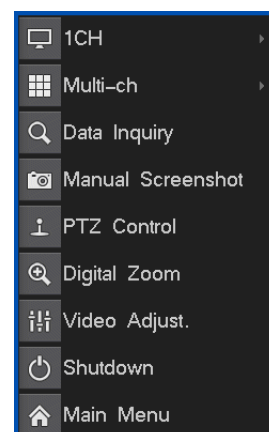 1CH
Multi-ch
Data Inquiry
Manual Screenshot
PTZ Control
Digital Zoom
Video Adjust.
Shutdown
Main Menu